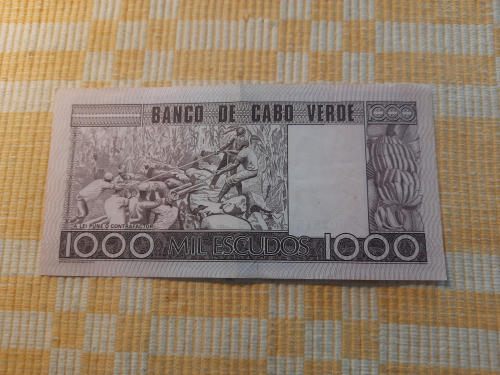 BANCO DE CABO VERDE
1000
A LEI PUNE O CONTRAFACTOR
1000 MIL ESCUDOS 1000